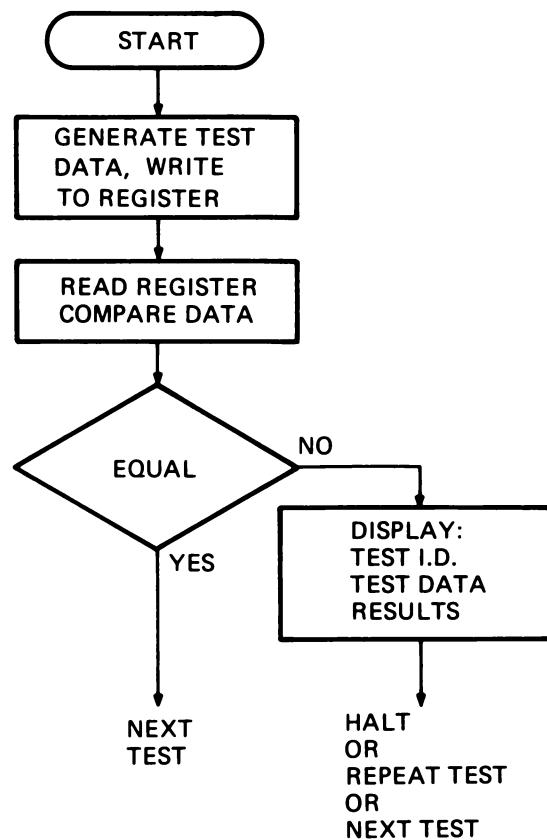 START
GENERATE TEST
DATA, WRITE
TO REGISTER
READ REGISTER
COMPARE DATA
EQUAL
NO
YES
DISPLAY:
TEST I.D.
TEST DATA
RESULTS
NEXT
TEST
HALT
OR
REPEAT TEST
OR
NEXT TEST